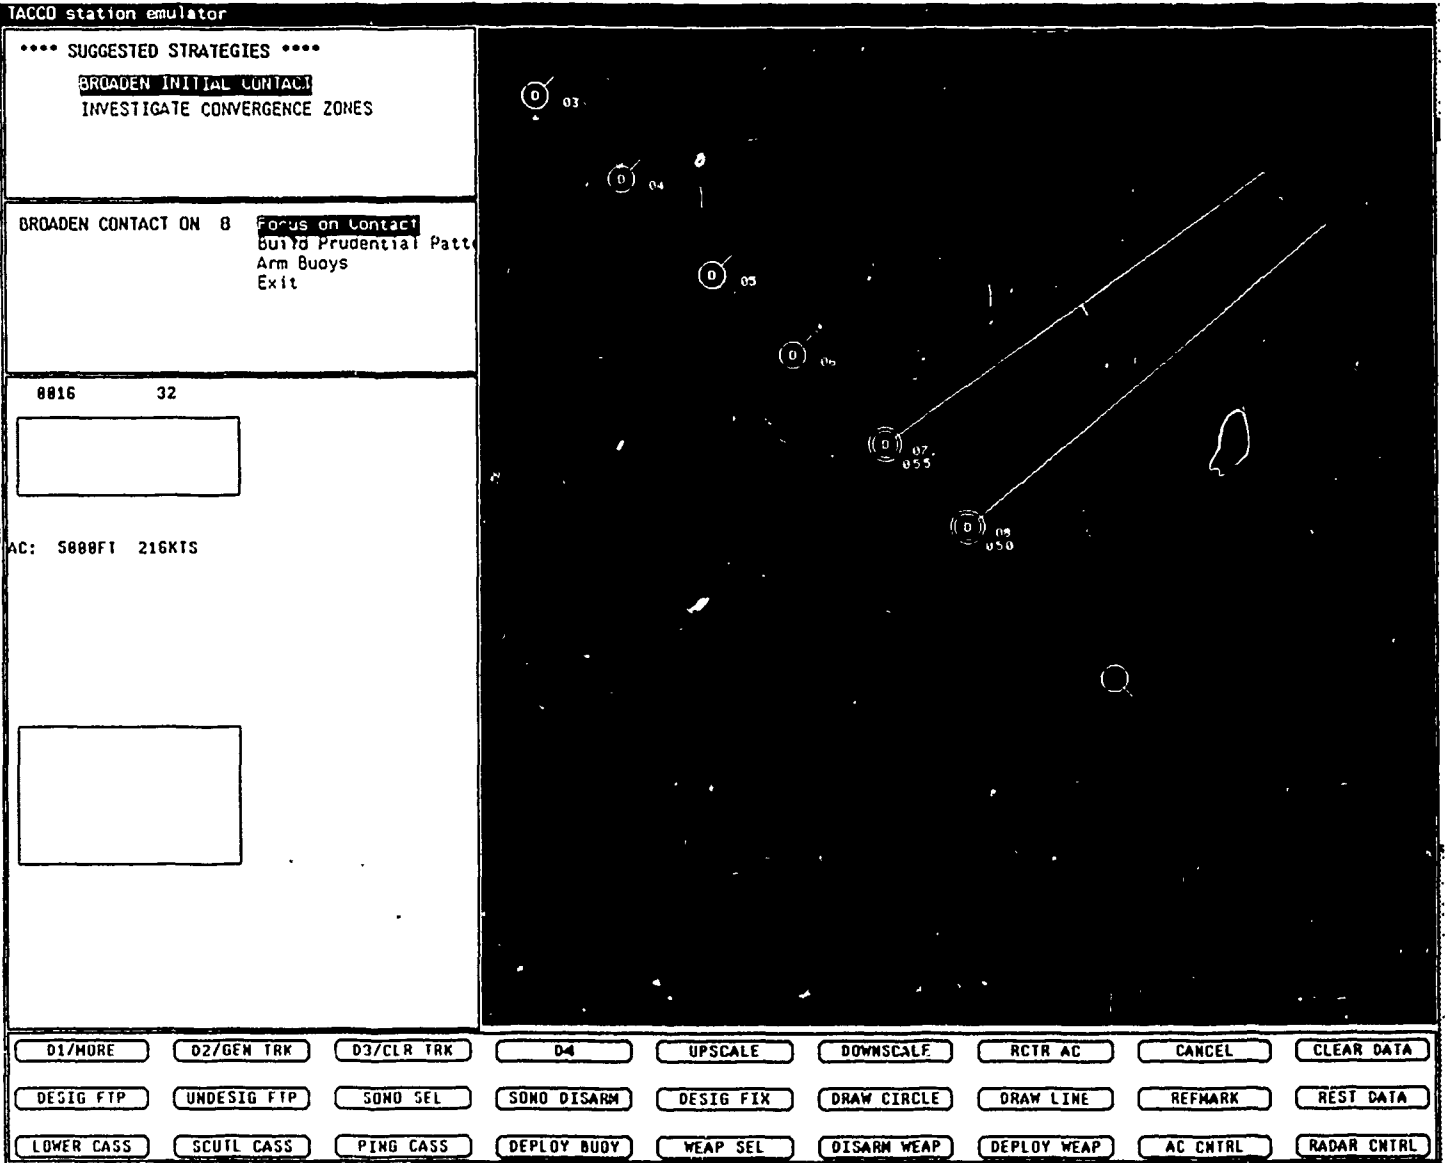 TACCO station emulator
**** SUGGESTED STRATEGIES ****
BROADEN INITIAL CONTACT
INVESTIGATE CONVERGENCE ZONES
BROADEN CONTACT ON 8
Focus on Contact
Build Prudential Patte
Arm Buoys
Exit
0016 32
AC: 5000FT 216KTS
D 03
D 04
D 05
D 06
D 07
055
D 08
050
D1/MORE D2/GEN TRK D3/CLR TRK D4 UPSCALE DOWNSCALE RCTR AC CANCEL CLEAR DATA
DESIG FTP UNDESIG FTP SONO SEL SONO DISARM DESIG FIX DRAW CIRCLE DRAW LINE REFMARK REST DATA
LOWER CASS SCUTL CASS PING CASS DEPLOY BUOY WEAP SEL DISARM WEAP DEPLOY WEAP AC CNTRL RADAR CNTRL